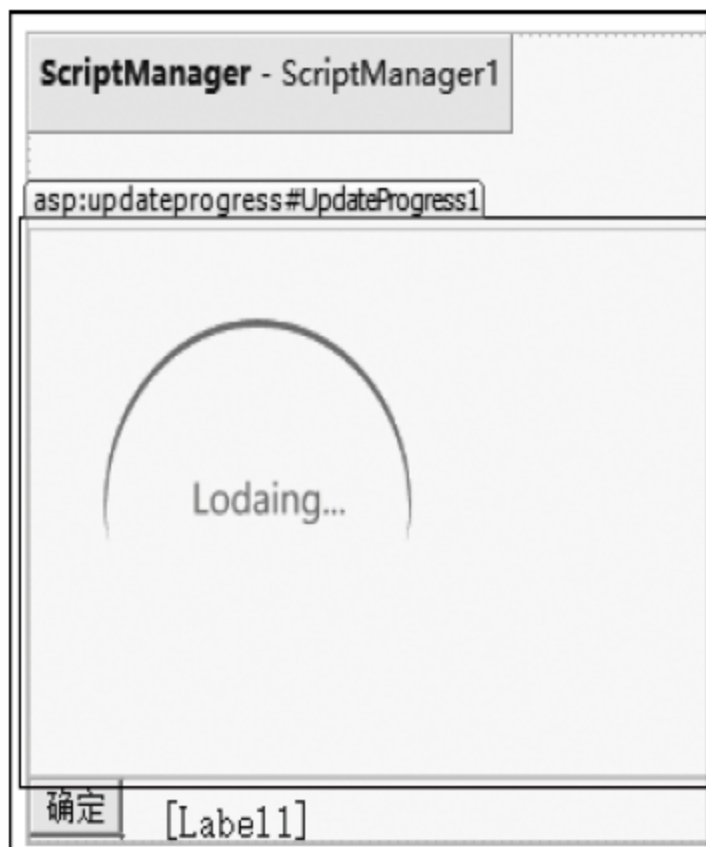 ScriptManager - ScriptManager1
asp:updateprogress#UpdateProgress1
Lodaing...
确定 [Label1]